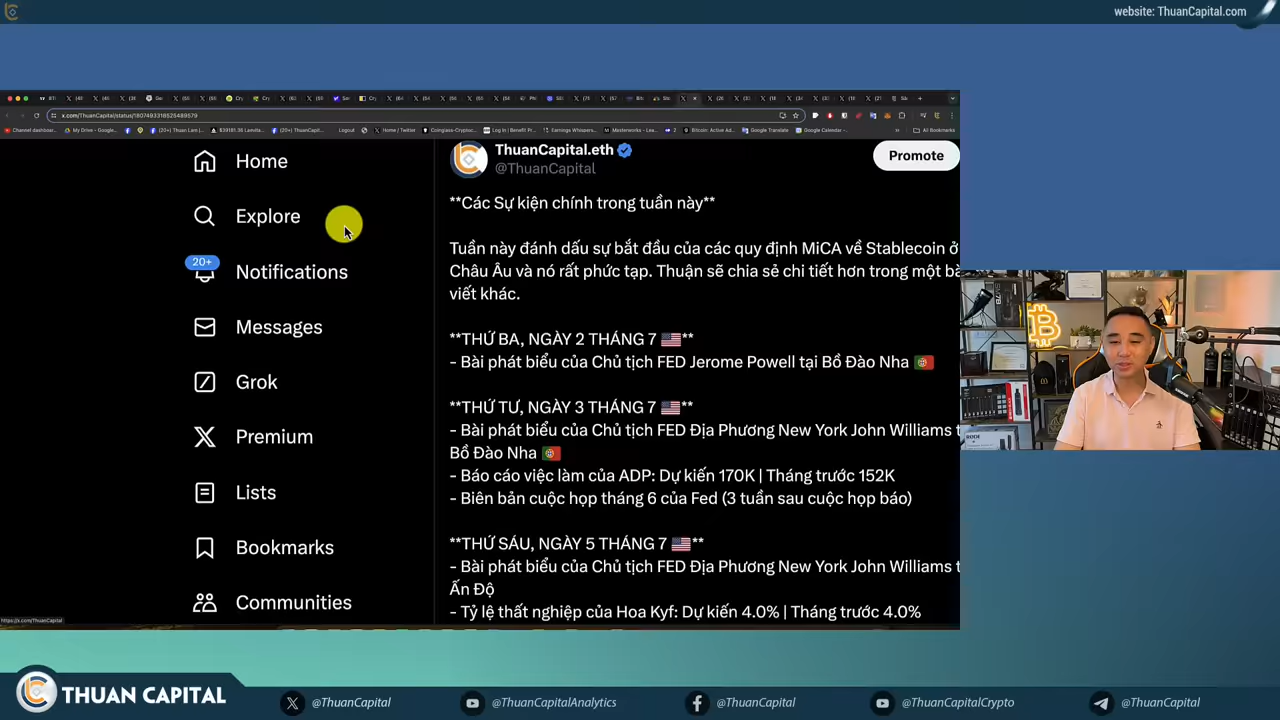 website: ThuanCapital.com
x.com/ThuanCapital/status/1807493318525489579
Home
Explore
20+
Notifications
Messages
Grok
Premium
Lists
Bookmarks
Communities
ThuanCapital.eth
@ThuanCapital
Promote
**Các Sự kiện chính trong tuần này**
Tuần này đánh dấu sự bắt đầu của các quy định MiCA về Stablecoin ở
Châu Âu và nó rất phức tạp. Thuận sẽ chia sẻ chi tiết hơn trong một bà
viết khác.
**THỨ BA, NGÀY 2 THÁNG 7 🇺🇸**
- Bài phát biểu của Chủ tịch FED Jerome Powell tại Bồ Đào Nha 🇵🇹
**THỨ TƯ, NGÀY 3 THÁNG 7 🇺🇸**
- Bài phát biểu của Chủ tịch FED Địa Phương New York John Williams t
Bồ Đào Nha 🇵🇹
- Báo cáo việc làm của ADP: Dự kiến 170K | Tháng trước 152K
- Biên bản cuộc họp tháng 6 của Fed (3 tuần sau cuộc họp báo)
**THỨ SÁU, NGÀY 5 THÁNG 7 🇺🇸**
- Bài phát biểu của Chủ tịch FED Địa Phương New York John Williams t
Ấn Độ
- Tỷ lệ thất nghiệp của Hoa Kyf: Dự kiến 4.0% | Tháng trước 4.0%
https://x.com/ThuanCapital
THUAN CAPITAL
@ThuanCapital
@ThuanCapitalAnalytics
@ThuanCapital
@ThuanCapitalCrypto
@ThuanCapital